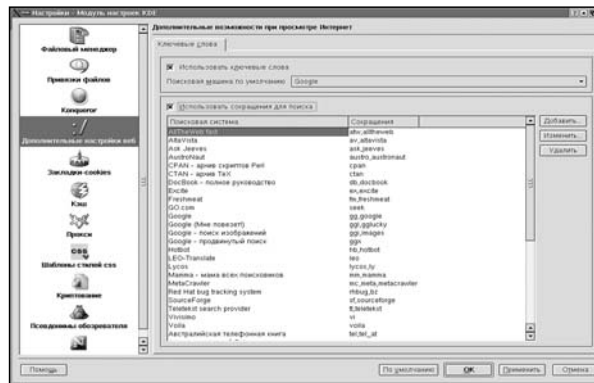 Настройки - Модуль настроек KDE
Файловый менеджер
Привязки файлов
Konqueror
Дополнительные настройки веб
Закладки-cookies
Кэш
Прокси
Шаблоны стилей css
Криптование
Псевдонимы обозревателя
Дополнительные возможности при просмотре Интернет
Ключевые слова
Использовать ключевые слова
Поисковая машина по умолчанию Google
Использовать сокращения для поиска
Поисковая система Сокращения
AllTheWeb fast atw,alltheweb
AltaVista av,altavista
Ask Jeeves ask,jeeves
AustroNaut austro,austronaut
CPAN - архив скриптов Perl cpan
CTAN - архив TeX ctan
DocBook - полное руководство db,docbook
Excite ex,excite
Freshmeat fm,freshmeat
GO.com seek
Google gg,google
Google (Мне повезет!) ggl,gglucky
Google - поиск изображений ggi,images
Google - продвинутый поиск ggx
Hotbot hb,hotbot
LEO-Translate leo
Lycos lycos,ly
Mamma - мама всех поисковиков mm,mamma
MetaCrawler mc,meta,metacrawler
Red Hat bug tracking system rhbug,bz
SourceForge sf,sourceforge
Teletekst search provider tt,teletekst
Vivisimo vi
Voila voila
Австралийская телефонная книга tel,tel_at
Добавить...
Изменить...
Удалить
Помощь
По умолчанию
OK
Применить
Отмена